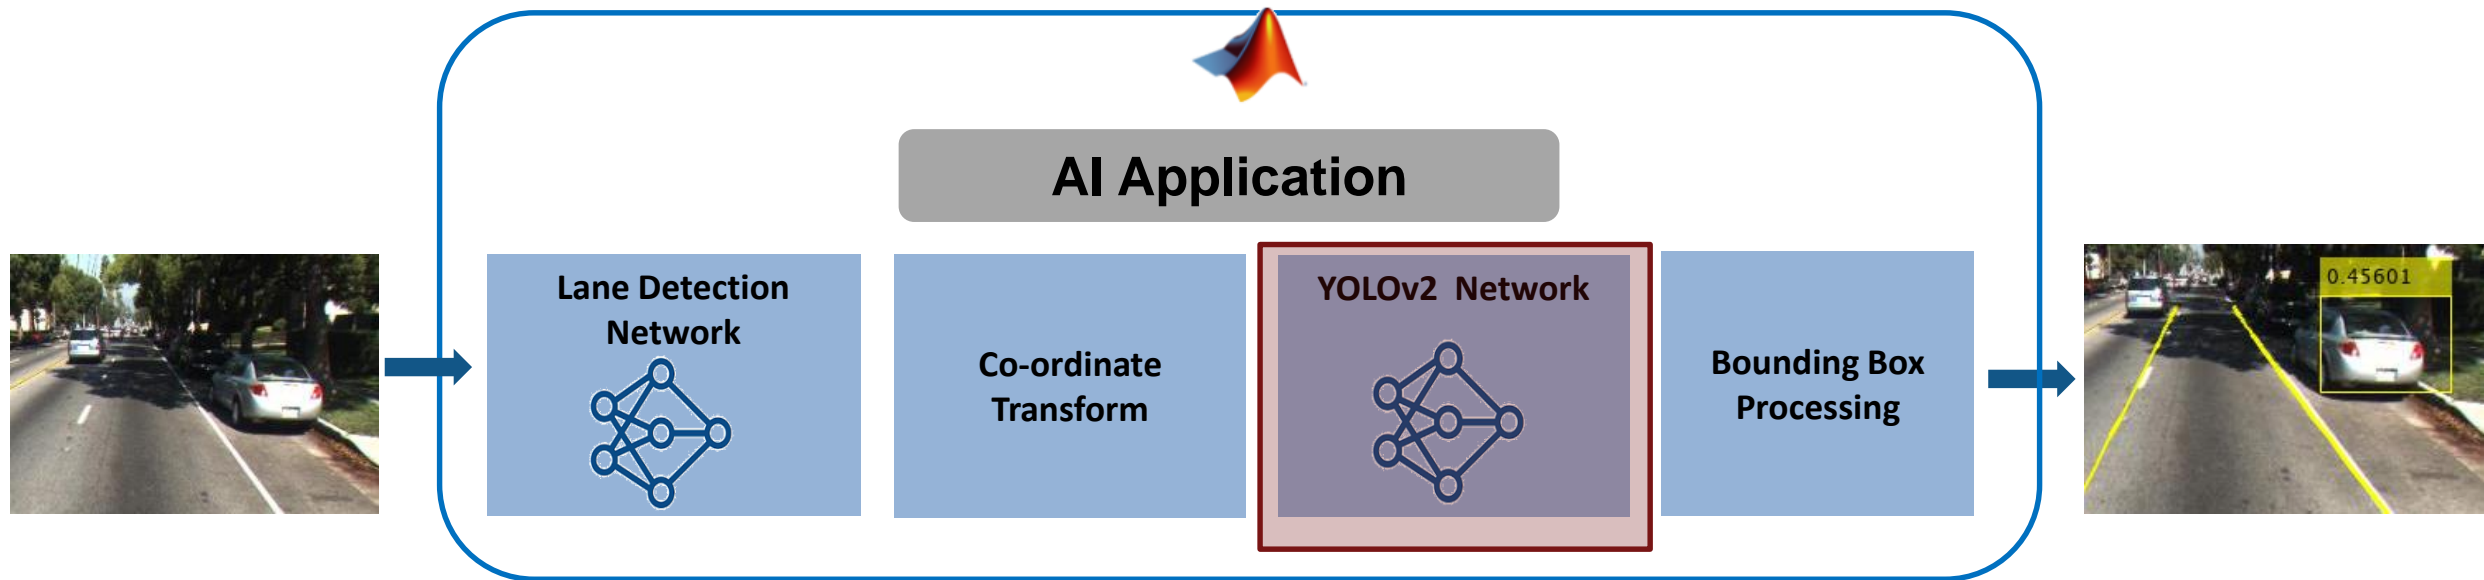 AI Application
Lane Detection
Network
Co-ordinate
Transform
YOLOv2 Network
Bounding Box
Processing
0.45601